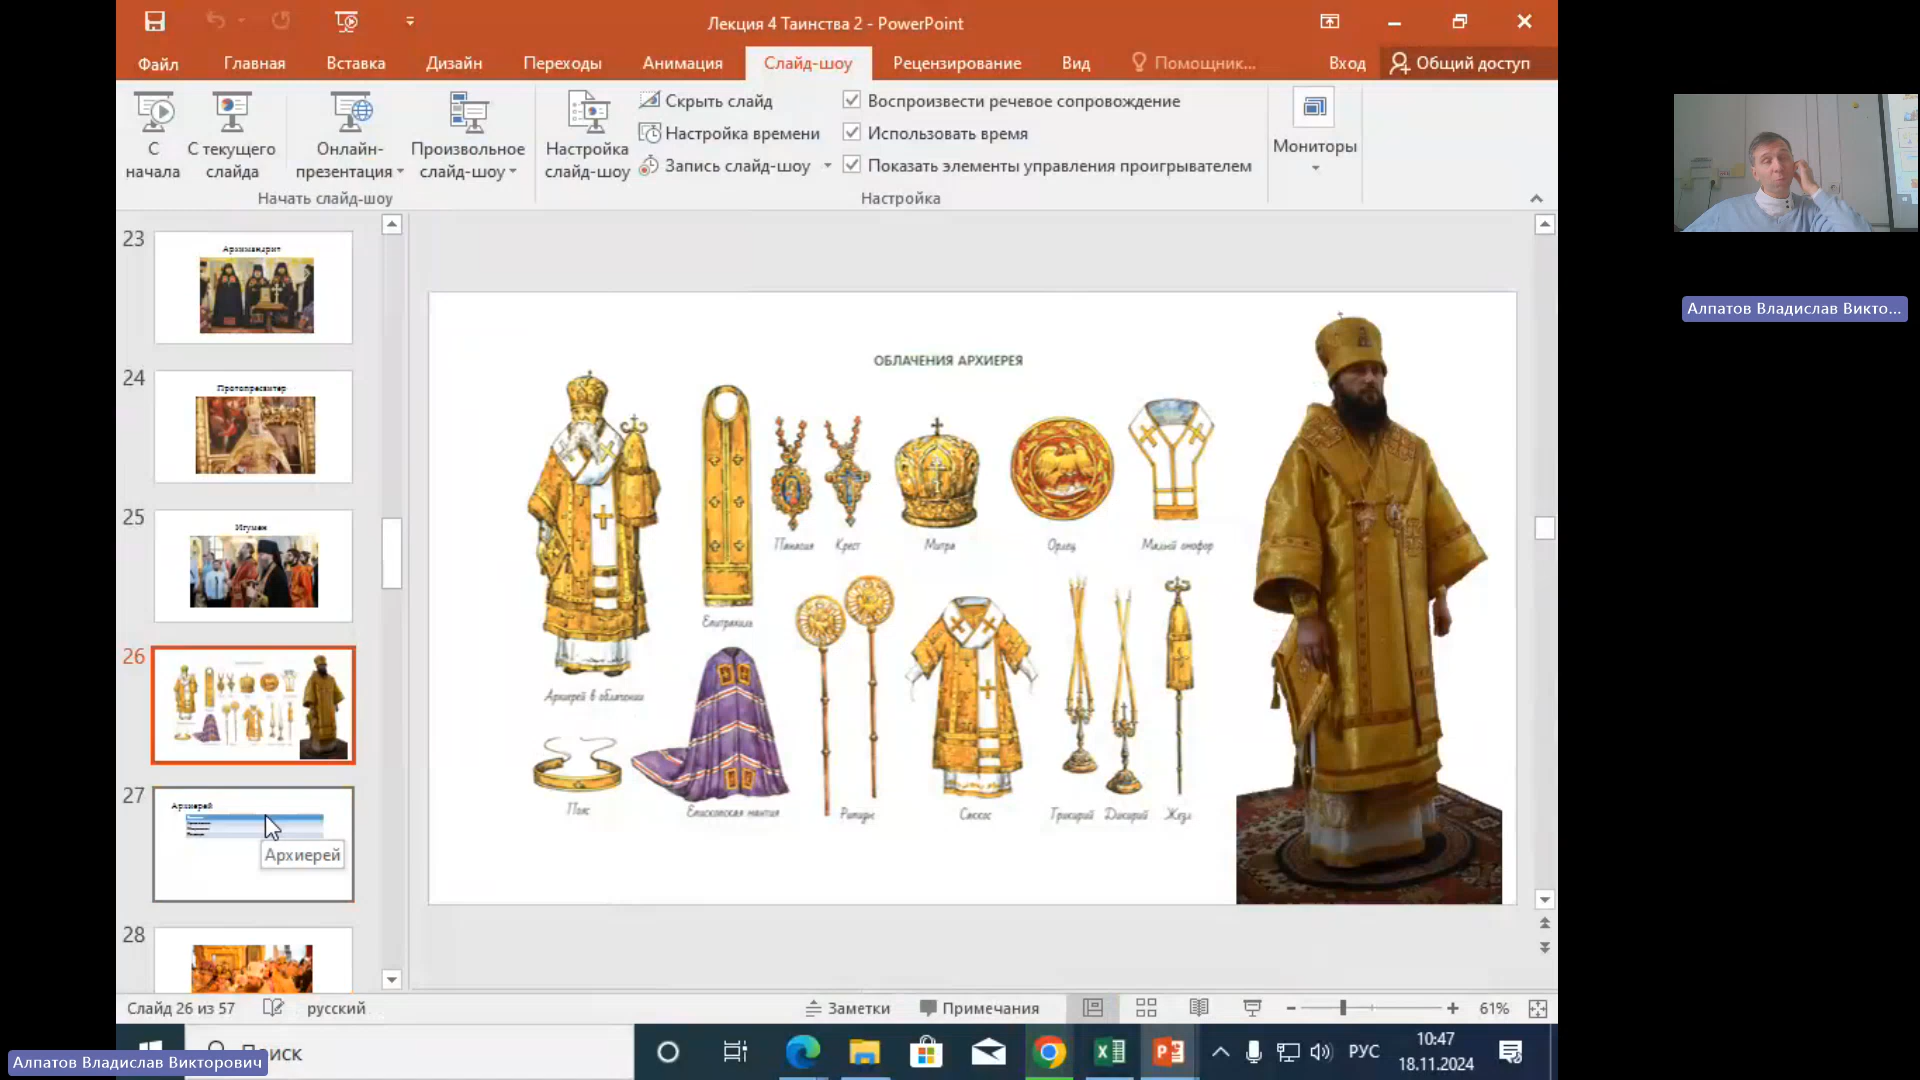 Лекция 4 Таинства 2 - PowerPoint
Файл
Главная
Вставка
Дизайн
Переходы
Анимация
Слайд-шоу
Рецензирование
Вид
Помощник...
Вход
Общий доступ
С начала
С текущего слайда
Онлайн-презентация
Произвольное слайд-шоу
Начать слайд-шоу
Настройка слайд-шоу
Скрыть слайд
Настройка времени
Запись слайд-шоу
Воспроизвести речевое сопровождение
Использовать время
Показать элементы управления проигрывателем
Настройка
Мониторы
23
Архимандрит
24
Протопресвитер
25
Игумен
26
27
Архиерей
Архиерей
28
ОБЛАЧЕНИЯ АРХИЕРЕЯ
Панагия
Крест
Митра
Орлец
Малый омофор
Епитрахиль
Архиерей в облачении
Пояс
Епископская мантия
Рипиды
Саккос
Трикирий
Дикирий
Жезл
Слайд 26 из 57
русский
Заметки
Примечания
61%
Поиск
РУС
10:47
18.11.2024
Алпатов Владислав Викторович
Алпатов Владислав Викто...